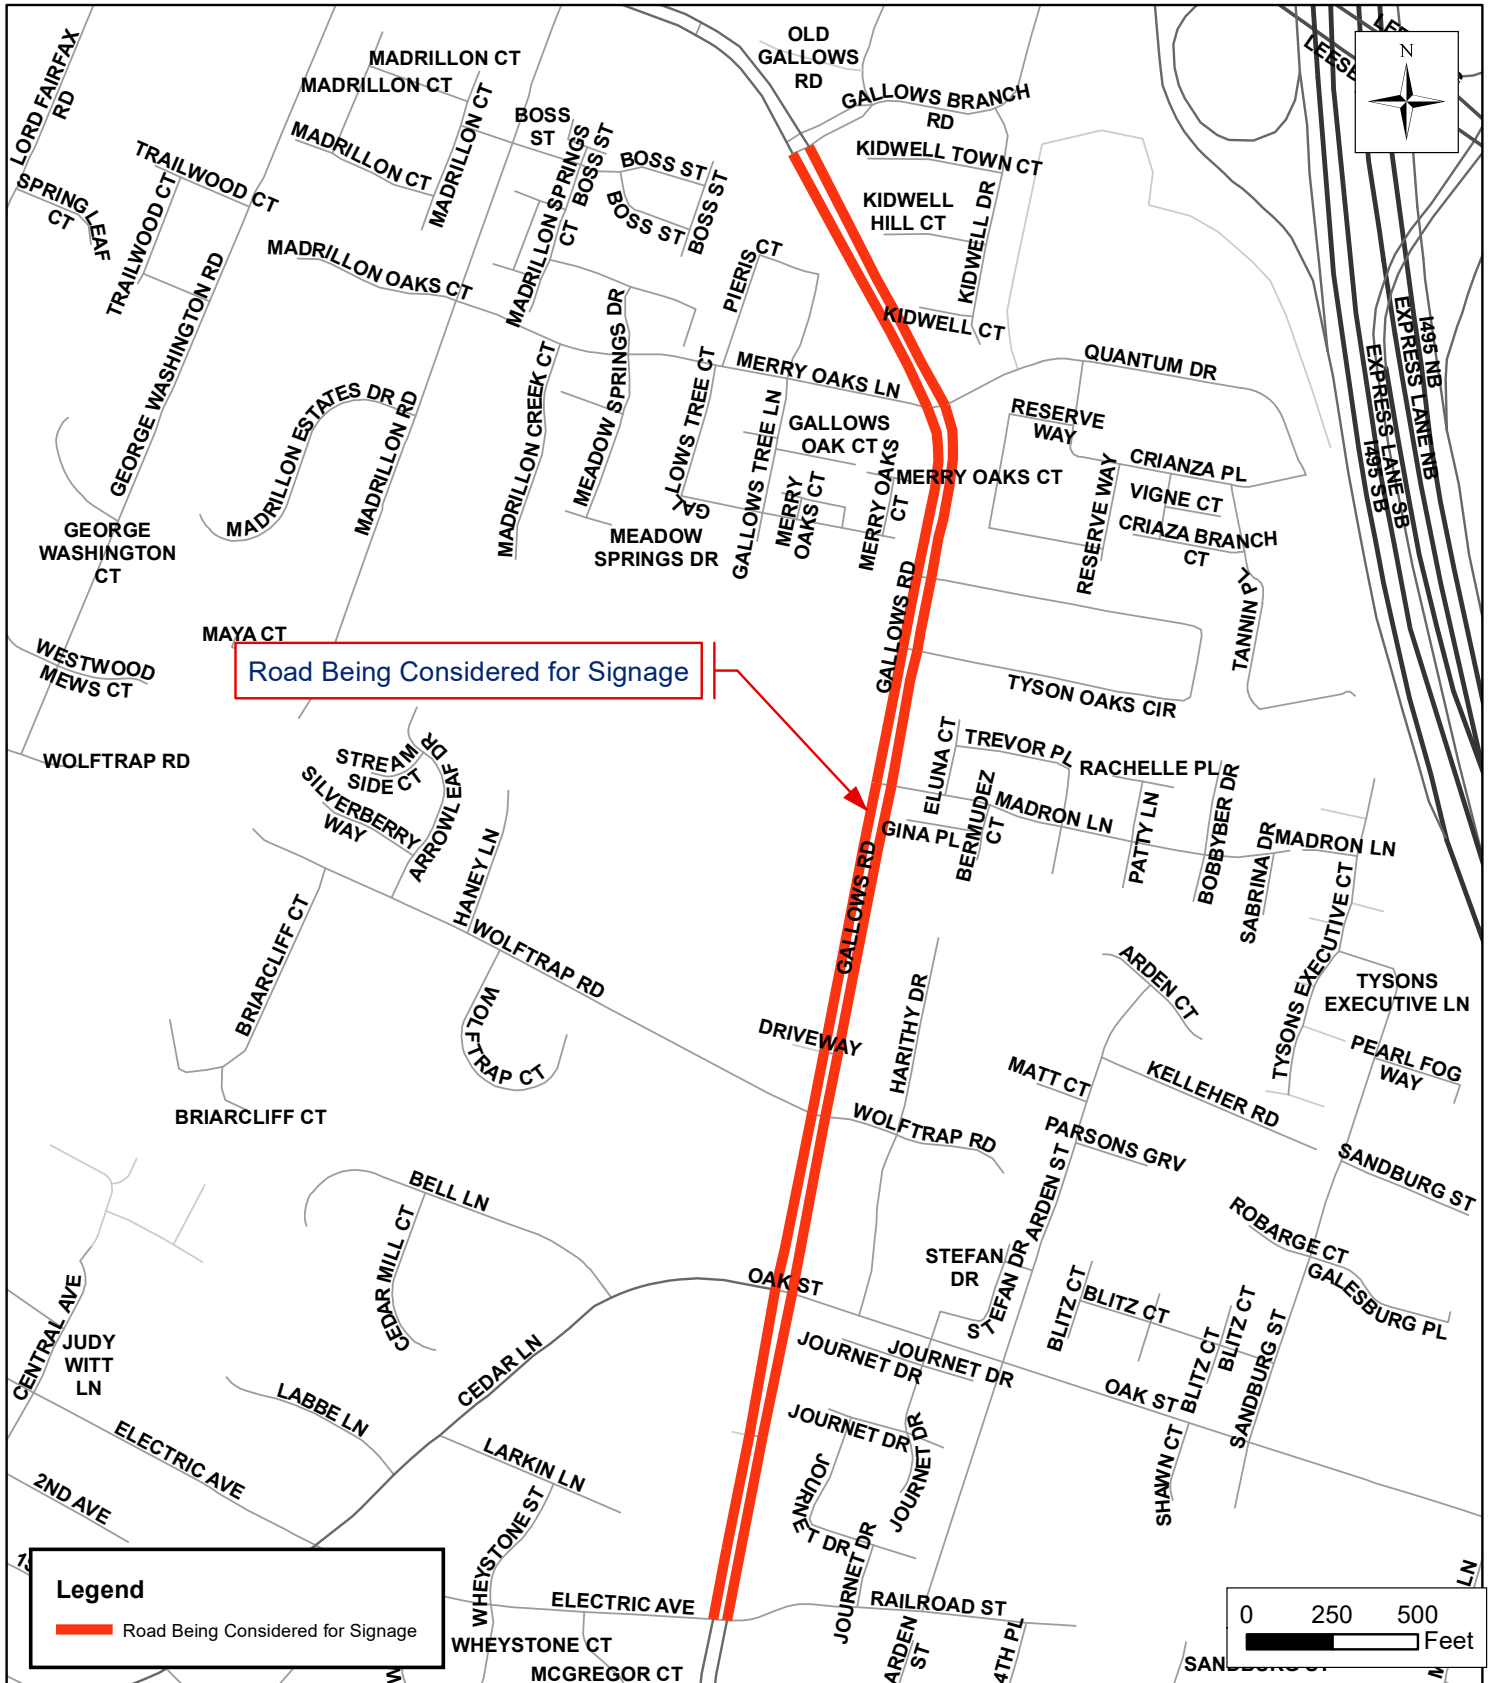 LORD FAIRFAX
RD
MADRILLON CT
MADRILLON CT
MADRILLON CT
MADRILLON CT
OLD
GALLOWS
RD
GALLOWS BRANCH
RD
N
BOSS
ST
BOSS ST
BOSS ST
BOSS ST
BOSS ST
MADRILLON SPRINGS
CT
TRAILWOOD CT
TRAILWOOD CT
SPRING LEAF
CT
KIDWELL TOWN CT
KIDWELL
HILL CT
KIDWELL DR
KIDWELL CT
PIERIS CT
MADRILLON OAKS CT
GEORGE WASHINGTON RD
MADRILLON ESTATES DR
MADRILLON RD
MADRILLON CREEK CT
MEADOW SPRINGS DR
MEADOW
SPRINGS DR
GALLOWS TREE CT
GALLOWS TREE LN
MERRY OAKS LN
GALLOWS
OAK CT
MERRY
OAKS CT
MERRY OAKS
CT
MERRY OAKS CT
QUANTUM DR
RESERVE
WAY
RESERVE WAY
CRIANZA PL
VIGNE CT
CRIAZA BRANCH
CT
TANNIN PL
I495 NB
EXPRESS LANE NB
EXPRESS LANE SB
I495 SB
GEORGE
WASHINGTON
CT
MAYA CT
WESTWOOD
MEWS CT
WOLFTRAP RD
Road Being Considered for Signage
GALLOWS RD
TYSON OAKS CIR
STREAM
SIDE CT
SILVERBERRY
WAY
ARROWLEAF DR
HANEY LN
ELUNA CT
TREVOR PL
RACHELLE PL
BERMUDEZ
CT
GINA PL
MADRON LN
PATTY LN
BOBBYBER DR
SABRINA DR
MADRON LN
GALLOWS RD
BRIARCLIFF CT
BRIARCLIFF CT
WOLFTRAP RD
WOLFTRAP CT
DRIVEWAY
HARITHY DR
ARDEN CT
TYSONS EXECUTIVE CT
TYSONS
EXECUTIVE LN
PEARL FOG
WAY
MATT CT
KELLEHER RD
WOLFTRAP RD
PARSONS GRV
SANDBURG ST
ARDEN ST
BELL LN
CEDAR MILL CT
STEFAN
DR
STEFAN DR
ROBARGE CT
GALESBURG PL
OAK ST
BLITZ CT
BLITZ CT
BLITZ CT
BLITZ CT
SANDBURG ST
CENTRAL AVE
JUDY
WITT
LN
CEDAR LN
LABBE LN
JOURNET DR
JOURNET DR
OAK ST
JOURNET DR
JOURNET DR
JOURNET DR
JOURNET DR
SHAWN CT
ELECTRIC AVE
2ND AVE
LARKIN LN
WHEYSTONE ST
WHEYSTONE CT
ELECTRIC AVE
MCGREGOR CT
RAILROAD ST
ARDEN
ST
4TH PL
LN
Legend
Road Being Considered for Signage
0 250 500
Feet